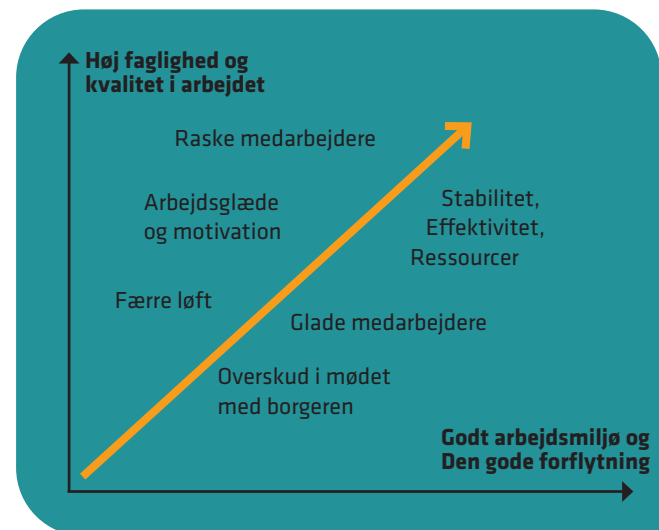 Høj faglighed og
kvalitet i arbejdet
Raske medarbejdere
Arbejdsglæde
og motivation
Stabilitet,
Effektivitet,
Ressourcer
Færre løft
Glade medarbejdere
Overskud i mødet
med borgeren
Godt arbejdsmiljø og
Den gode forflytning